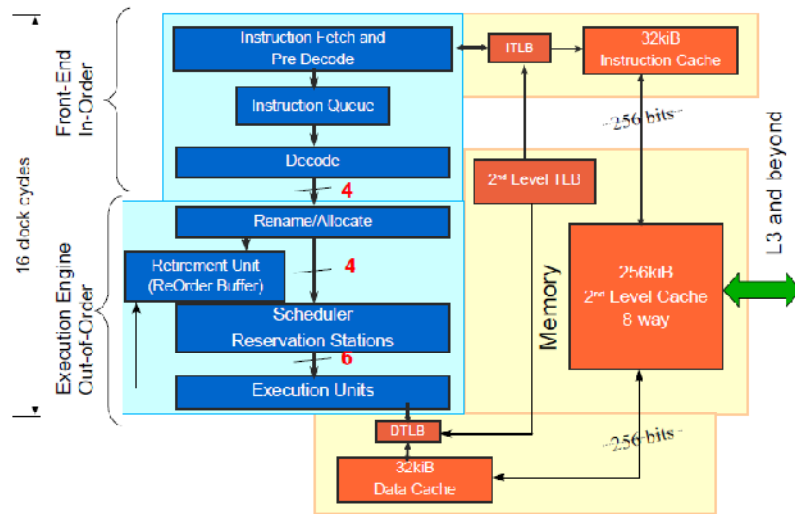 16 dock cycles
Front-End
In-Order
Execution Engine
Out-of-Order
Instruction Fetch and
Pre Decode
Instruction Queue
Decode
4
Rename/Allocate
4
Retirement Unit
(ReOrder Buffer)
Scheduler
Reservation Stations
6
Execution Units
ITLB
32kiB
Instruction Cache
256 bits
2nd Level TLB
Memory
256kiB
2nd Level Cache
8 way
L3 and beyond
DTLB
32kiB
Data Cache
256 bits